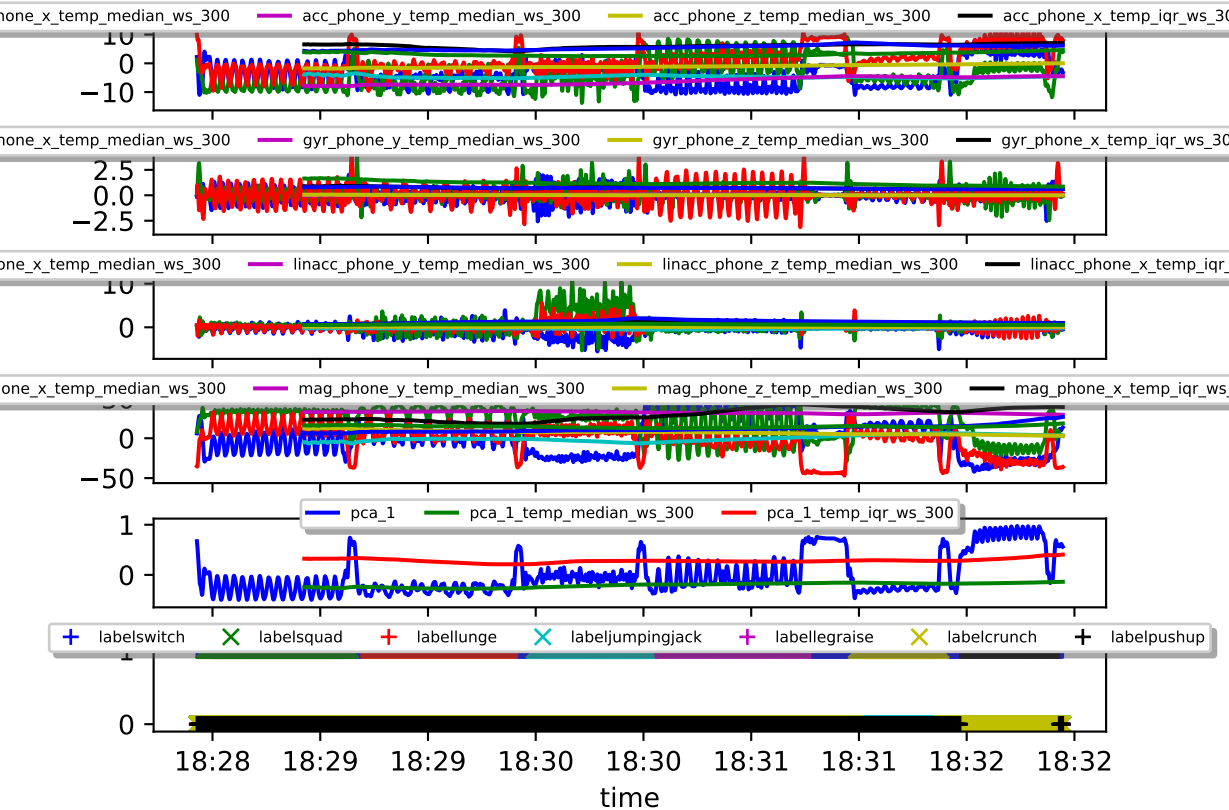 hone_x_temp_median_ws_300 acc_phone_y_temp_median_ws_300 acc_phone_z_temp_median_ws_300 acc_phone_x_temp_iqr_ws_30
10
0
−10
hone_x_temp_median_ws_300 gyr_phone_y_temp_median_ws_300 gyr_phone_z_temp_median_ws_300 gyr_phone_x_temp_iqr_ws_30
2.5
0.0
−2.5
one_x_temp_median_ws_300 linacc_phone_y_temp_median_ws_300 linacc_phone_z_temp_median_ws_300 linacc_phone_x_temp_iqr_
10
0
one_x_temp_median_ws_300 mag_phone_y_temp_median_ws_300 mag_phone_z_temp_median_ws_300 mag_phone_x_temp_iqr_ws_
50
0
−50
pca_1 pca_1_temp_median_ws_300 pca_1_temp_iqr_ws_300
1
0
labelswitch labelsquad labellunge labeljumpingjack labellegraise labelcrunch labelpushup
1
0
18:28 18:29 18:29 18:30 18:30 18:31 18:31 18:32 18:32
time